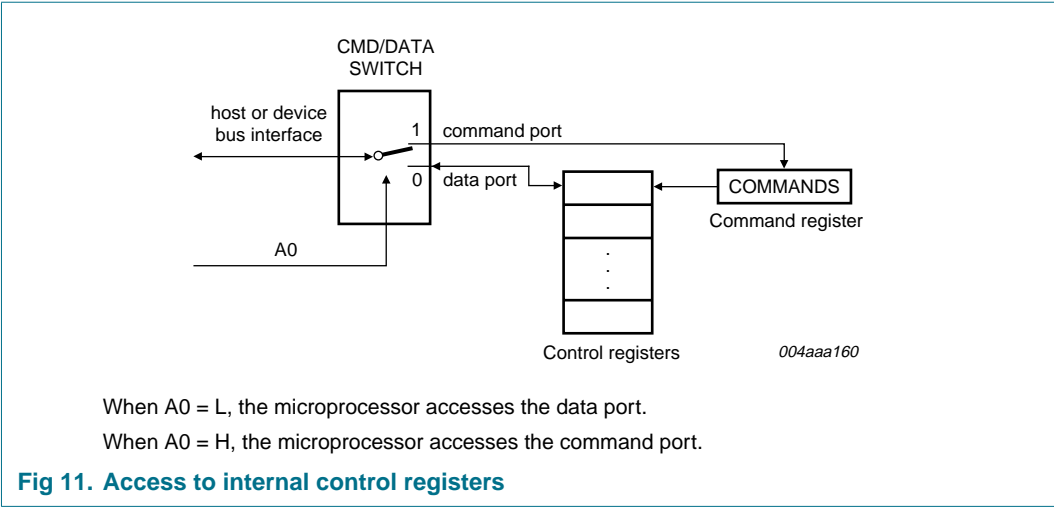 CMD/DATA
SWITCH
host or device
bus interface
1
command port
0
data port
COMMANDS
Command register
A0
.
.
.
Control registers
004aaa160
When A0 = L, the microprocessor accesses the data port.
When A0 = H, the microprocessor accesses the command port.
Fig 11. Access to internal control registers